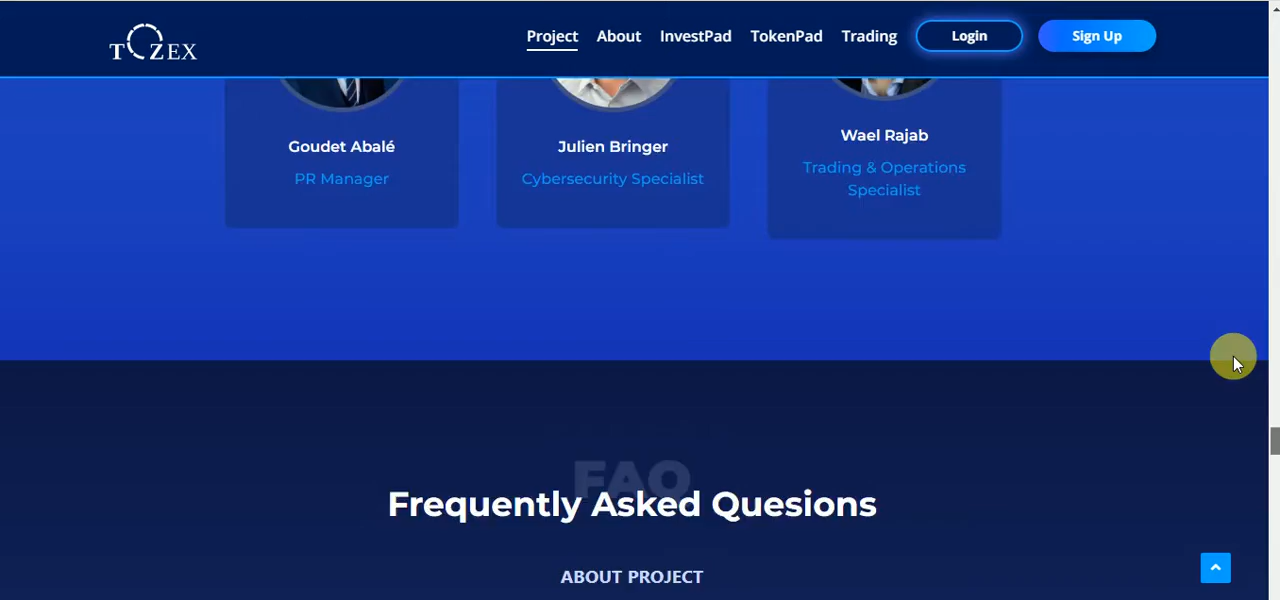 TOZEX
Project About InvestPad TokenPad Trading Login Sign Up
Goudet Abalé
PR Manager
Julien Bringer
Cybersecurity Specialist
Wael Rajab
Trading & Operations
Specialist
FAQ
Frequently Asked Quesions
ABOUT PROJECT